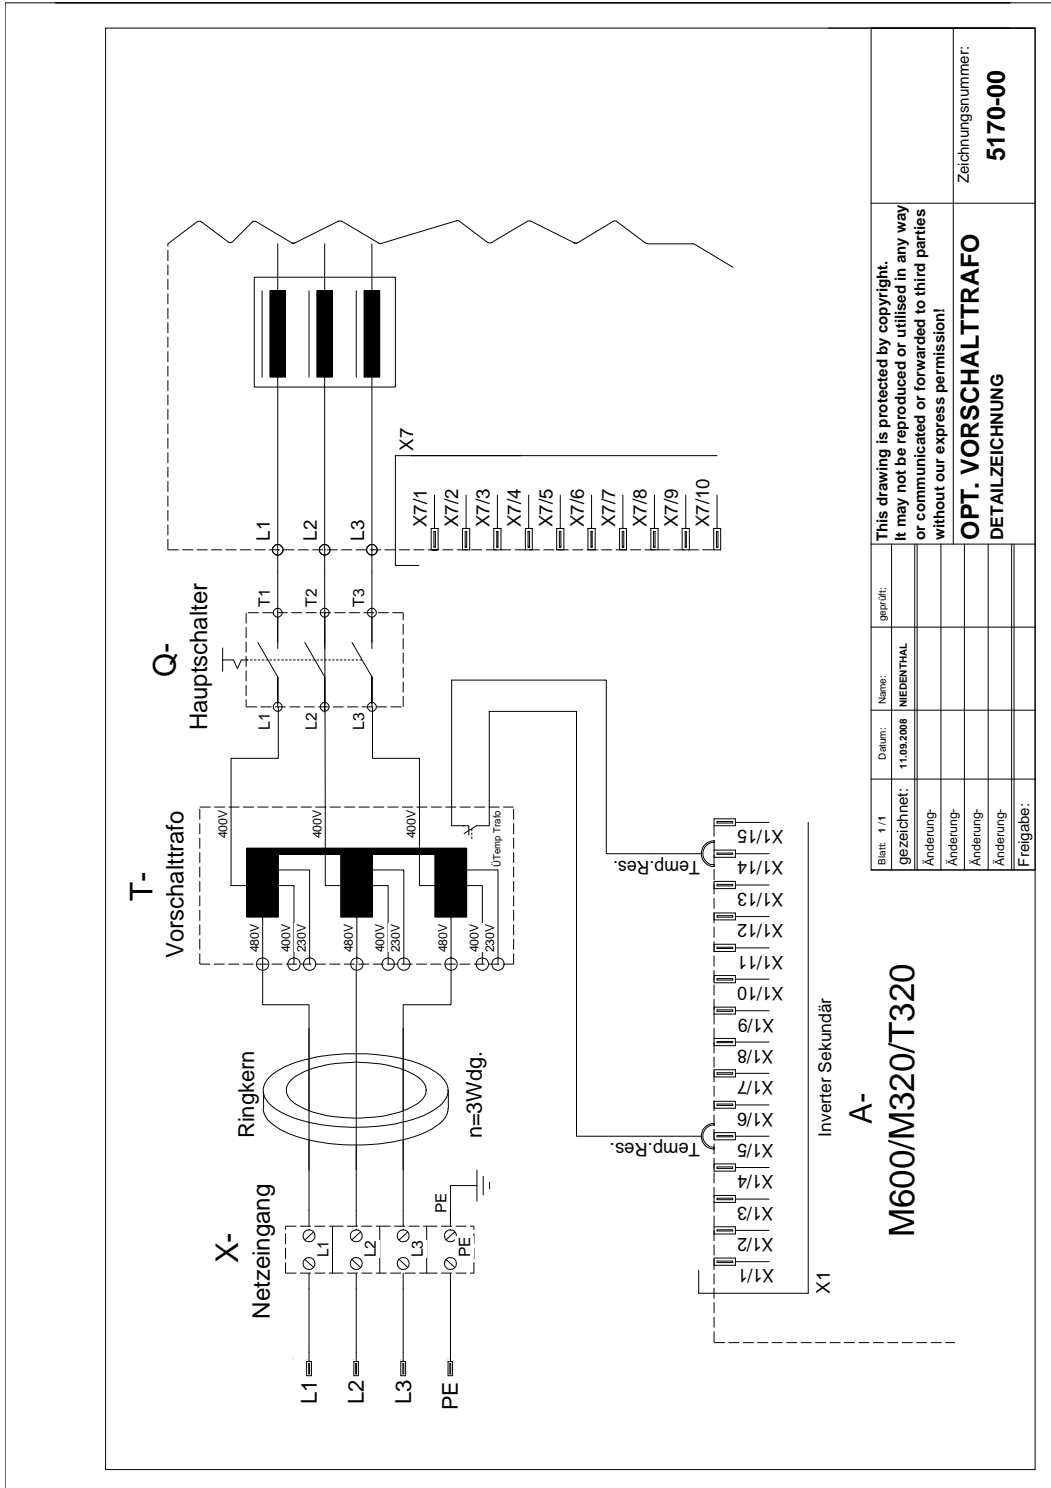 X-
Netzeingang
L1
L2
L3
PE
L1
L2
L3
PE
PE
Ringkern
n=3Wdg.
T-
Vorschalttrafo
480V
400V
230V
480V
400V
230V
480V
400V
230V
400V
400V
400V
ÜTemp Trafo
Q-
Hauptschalter
L1
L2
L3
T1
T2
T3
L1
L2
L3
X7
X7/1
X7/2
X7/3
X7/4
X7/5
X7/6
X7/7
X7/8
X7/9
X7/10
Temp.Res.
Temp.Res.
X1/1
X1/2
X1/3
X1/4
X1/5
X1/6
X1/7
X1/8
X1/9
X1/10
X1/11
X1/12
X1/13
X1/14
X1/15
X1
Inverter Sekundär
A-
M600/M320/T320
Blatt: 1/1
Datum:
Name:
geprüft:
gezeichnet:
11.09.2008
NIEDENTHAL
Änderung-
Änderung-
Änderung-
Änderung-
Freigabe:
This drawing is protected by copyright.
It may not be reproduced or utilised in any way
or communicated or forwarded to third parties
without our express permission!
OPT. VORSCHALTTRAFO
DETAILZEICHNUNG
Zeichnungsnummer:
5170-00